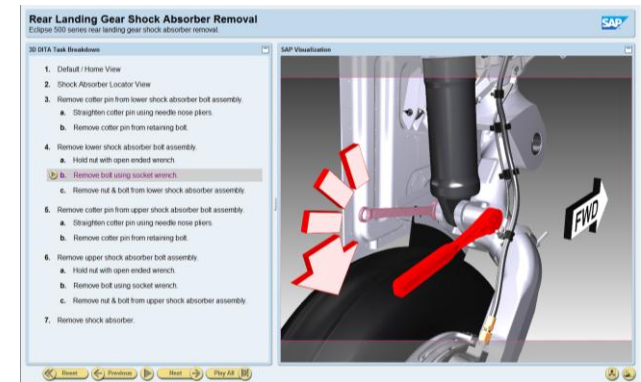 Rear Landing Gear Shock Absorber Removal
Eclipse 500 series rear landing gear shock absorber removal.
SAP
3D DITA Task Breakdown
1. Default / Home View
2. Shock Absorber Locator View
3. Remove cotter pin from lower shock absorber bolt assembly.
a. Straighten cotter pin using needle nose pliers.
b. Remove cotter pin from retaining bolt.
4. Remove lower shock absorber bolt assembly.
a. Hold nut with open ended wrench.
b. Remove bolt using socket wrench.
c. Remove nut & bolt from lower shock absorber assembly.
5. Remove cotter pin from upper shock absorber bolt assembly.
a. Straighten cotter pin using needle nose pliers.
b. Remove cotter pin from retaining bolt.
6. Remove upper shock absorber bolt assembly.
a. Hold nut with open ended wrench.
b. Remove bolt using socket wrench.
c. Remove nut & bolt from upper shock absorber assembly.
7. Remove shock absorber.
SAP Visualization
FWD
Reset Previous Next Play All